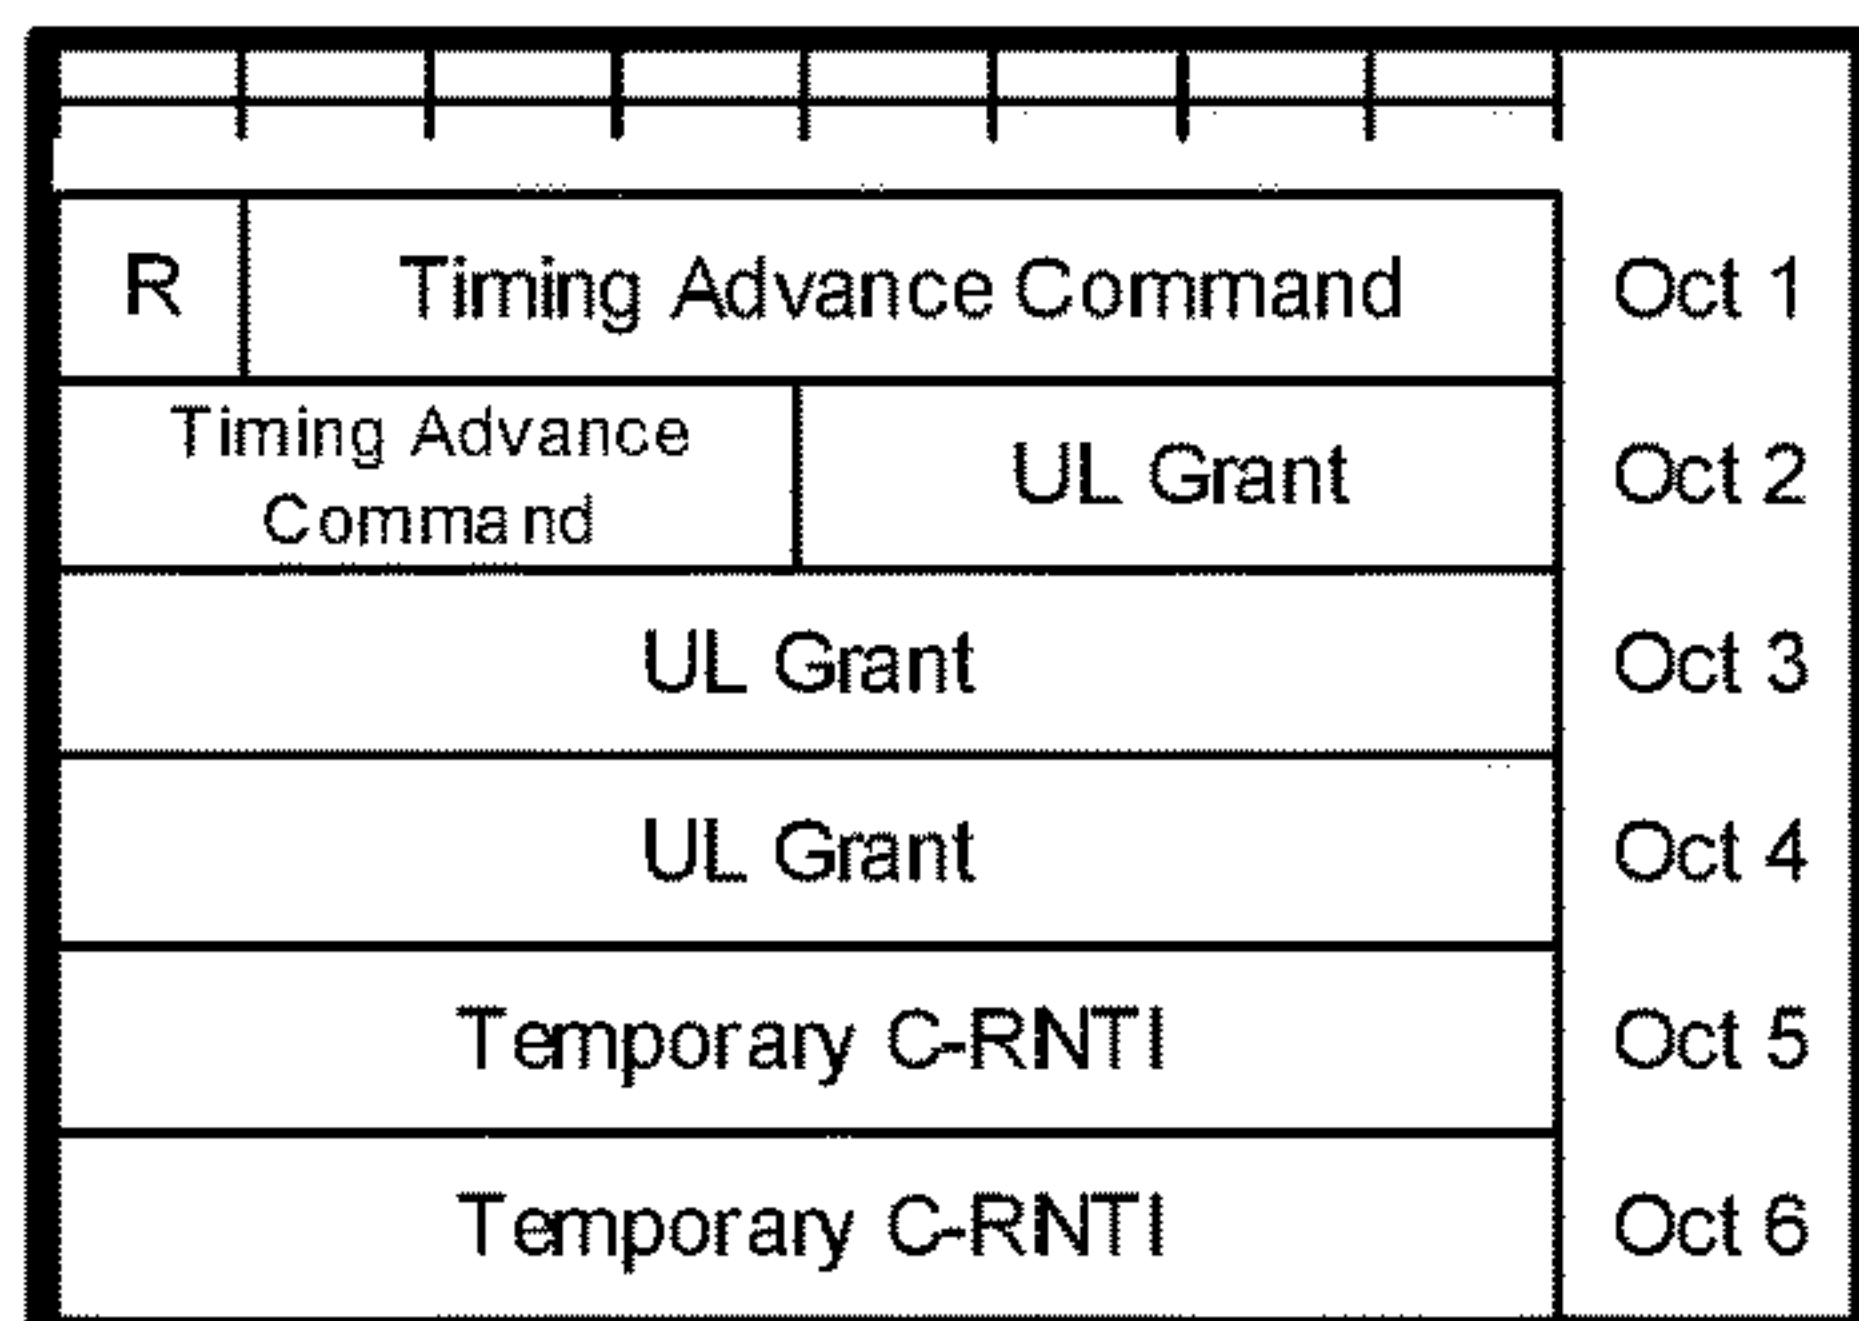 R Timing Advance Command Oct 1
Timing Advance
Command
UL Grant Oct 2
UL Grant Oct 3
UL Grant Oct 4
Temporary C-RNTI Oct 5
Temporary C-RNTI Oct 6